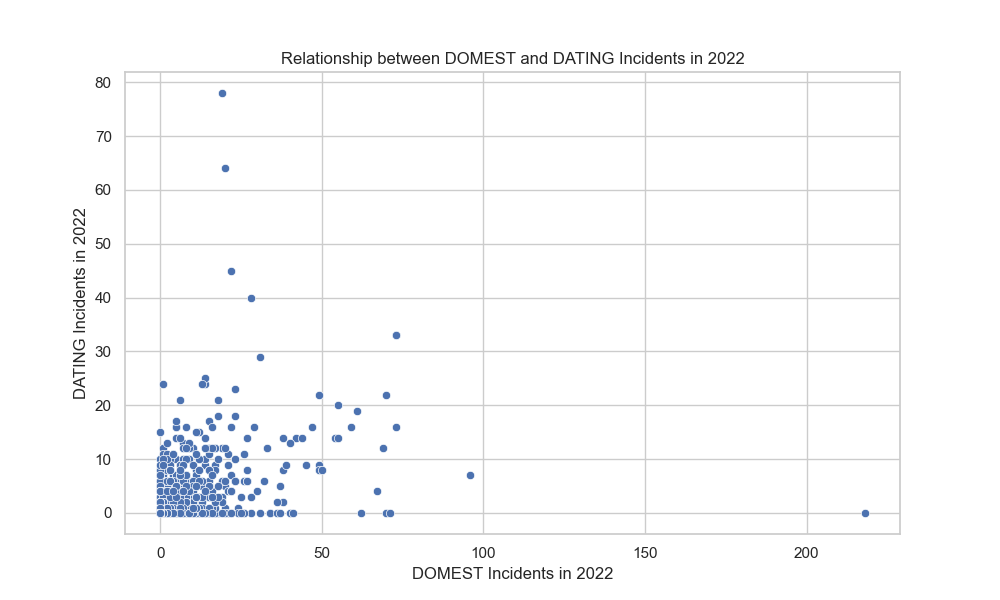 Relationship between DOMEST and DATING Incidents in 2022
80
70
60
50
40
30
20
10
0
DATING Incidents in 2022
0 50 100 150 200
DOMEST Incidents in 2022